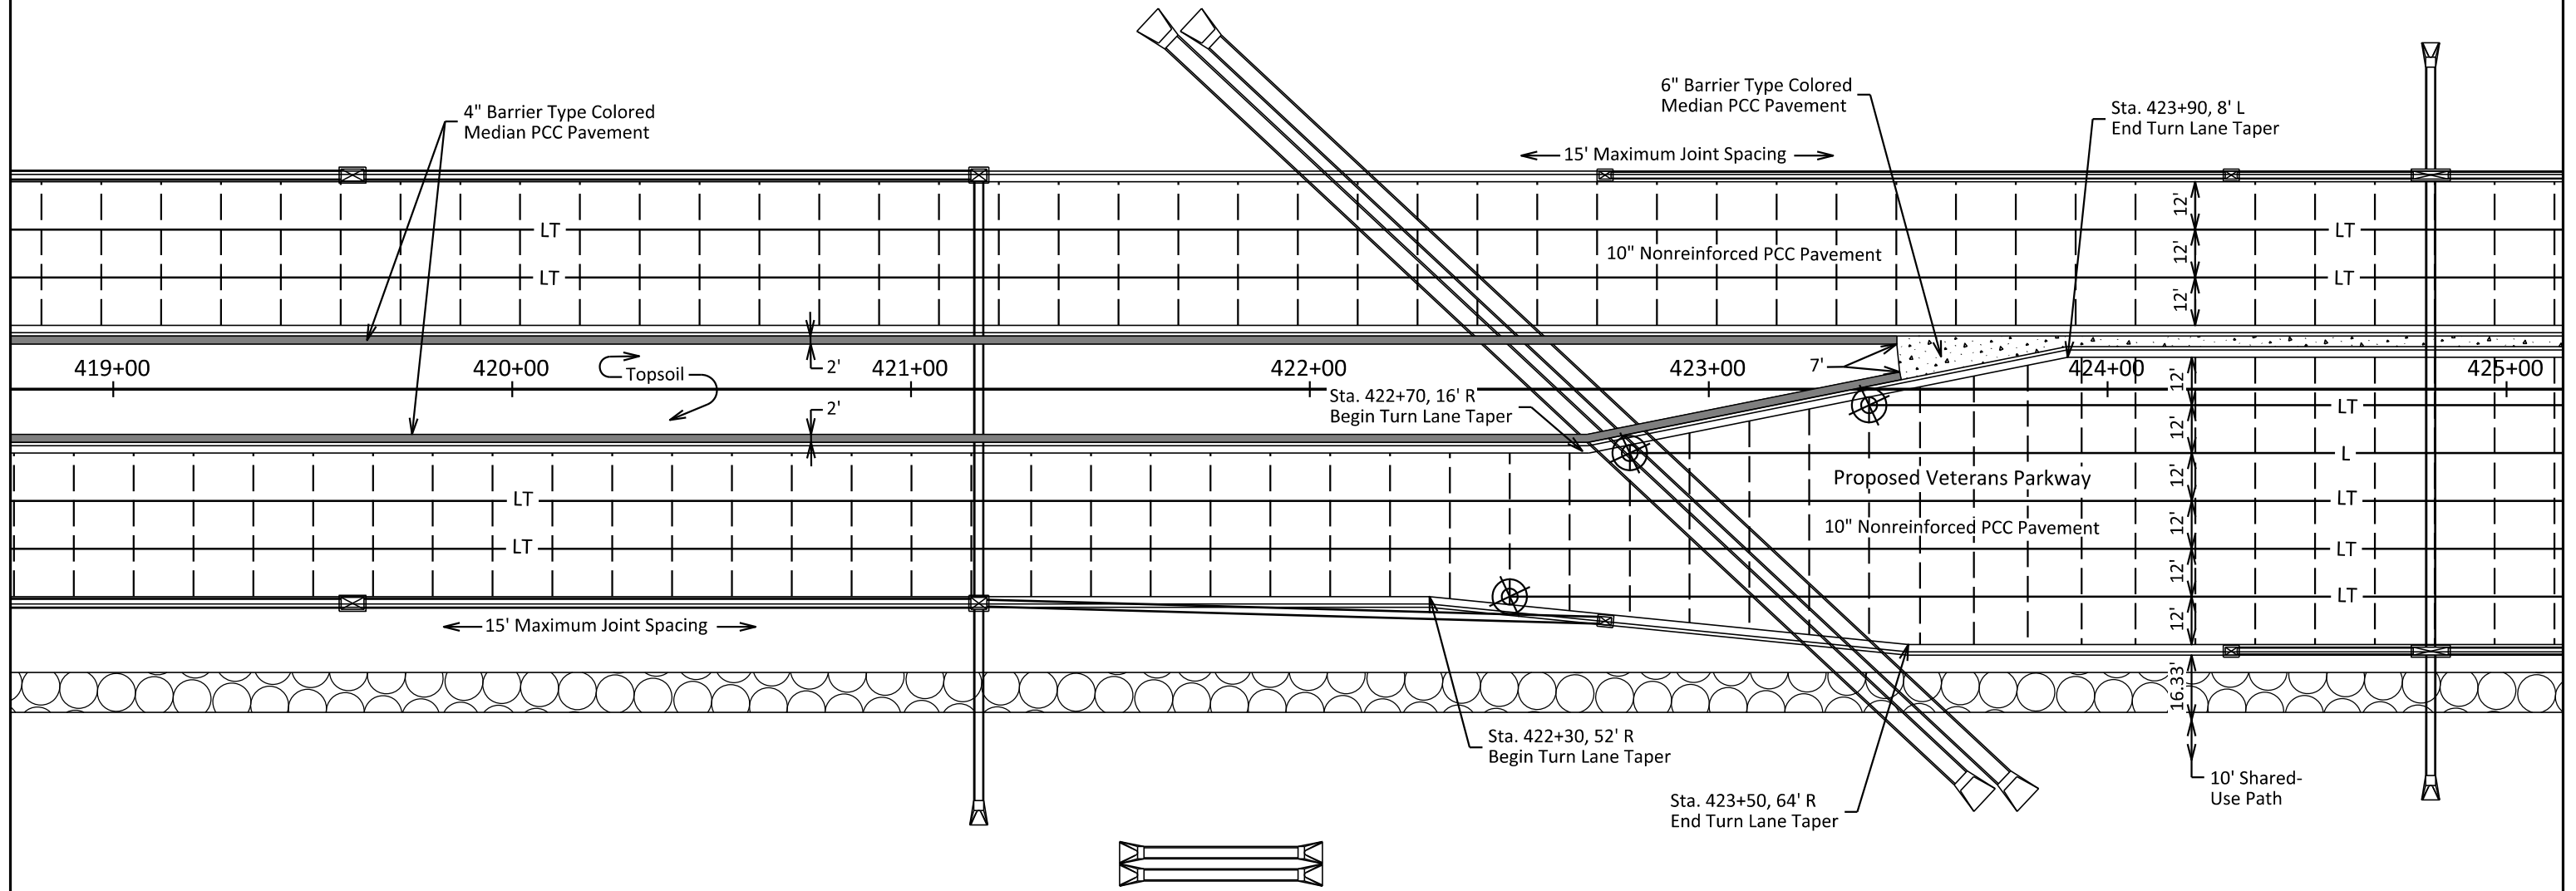 4" Barrier Type Colored
Median PCC Pavement
6" Barrier Type Colored
Median PCC Pavement
Sta. 423+90, 8' L
End Turn Lane Taper
15' Maximum Joint Spacing
12'
LT
LT
10" Nonreinforced PCC Pavement
12'
LT
LT
12'
419+00
420+00
421+00
422+00
423+00
424+00
425+00
2'
7'
Topsoil
12'
Sta. 422+70, 16' R
Begin Turn Lane Taper
2'
LT
12'
L
Proposed Veterans Parkway
12'
LT
LT
10" Nonreinforced PCC Pavement
12'
LT
LT
12'
LT
12'
15' Maximum Joint Spacing
16.33'
Sta. 422+30, 52' R
Begin Turn Lane Taper
Sta. 423+50, 64' R
End Turn Lane Taper
10' Shared-
Use Path